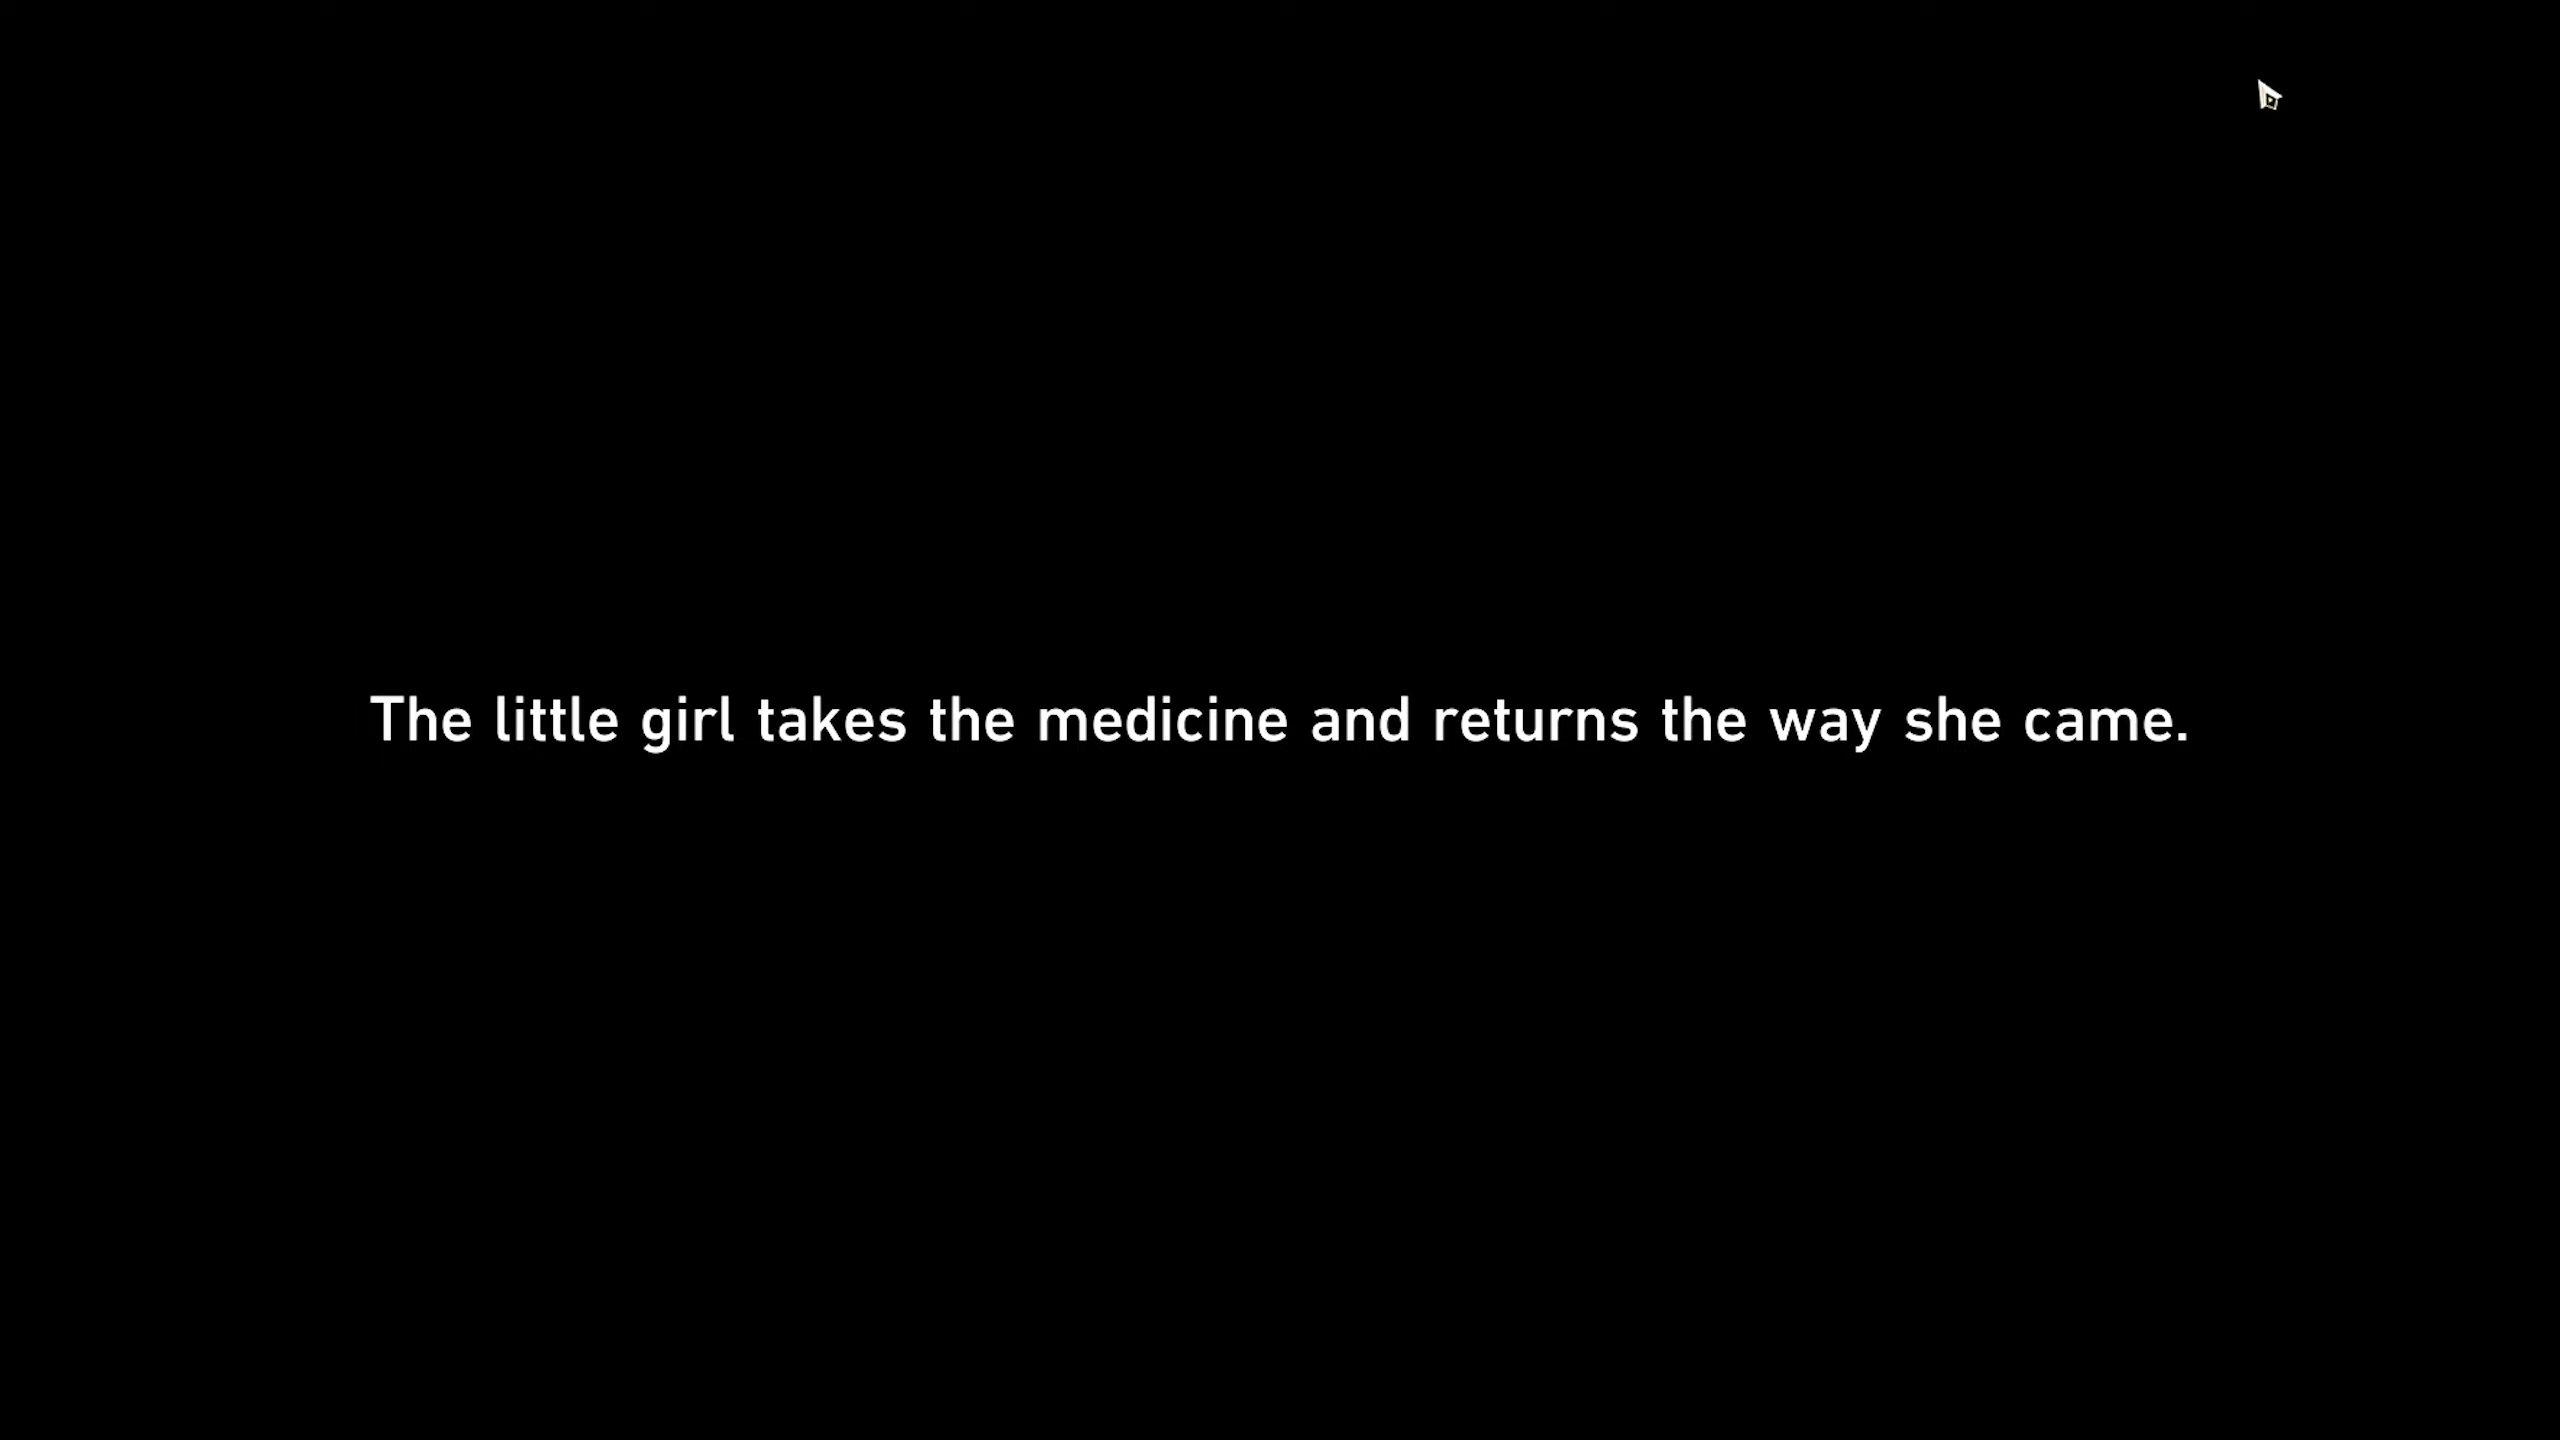 The little girl takes the medicine and returns the way she came.